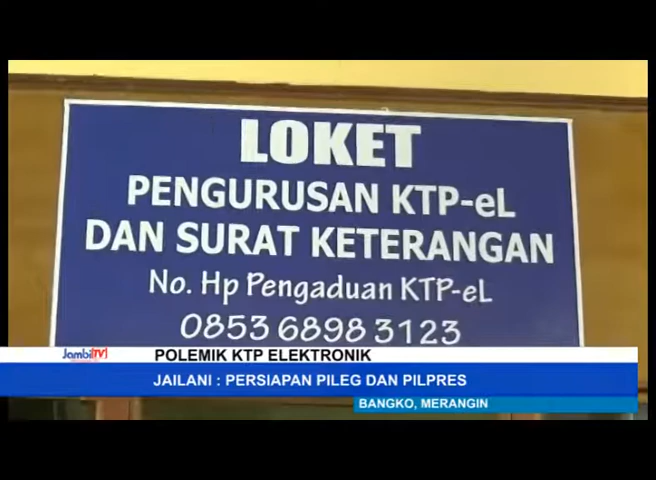 LOKET
PENGURUSAN KTP-eL
DAN SURAT KETERANGAN
No. Hp Pengaduan KTP-eL
0853 6898 3123
JambiTV
POLEMIK KTP ELEKTRONIK
JAILANI : PERSIAPAN PILEG DAN PILPRES
BANGKO, MERANGIN